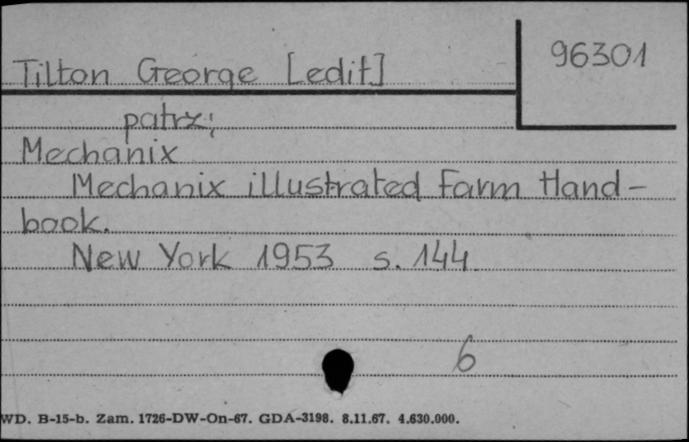 96301
Tilton George [edit]
patrz:
Mechanix
Mechanix illustrated Farm Hand-
book.
New York 1953 s. 144
6
WD. B-15-b. Zam. 1726-DW-On-67. GDA-3198. 8.11.67. 4.630.000.